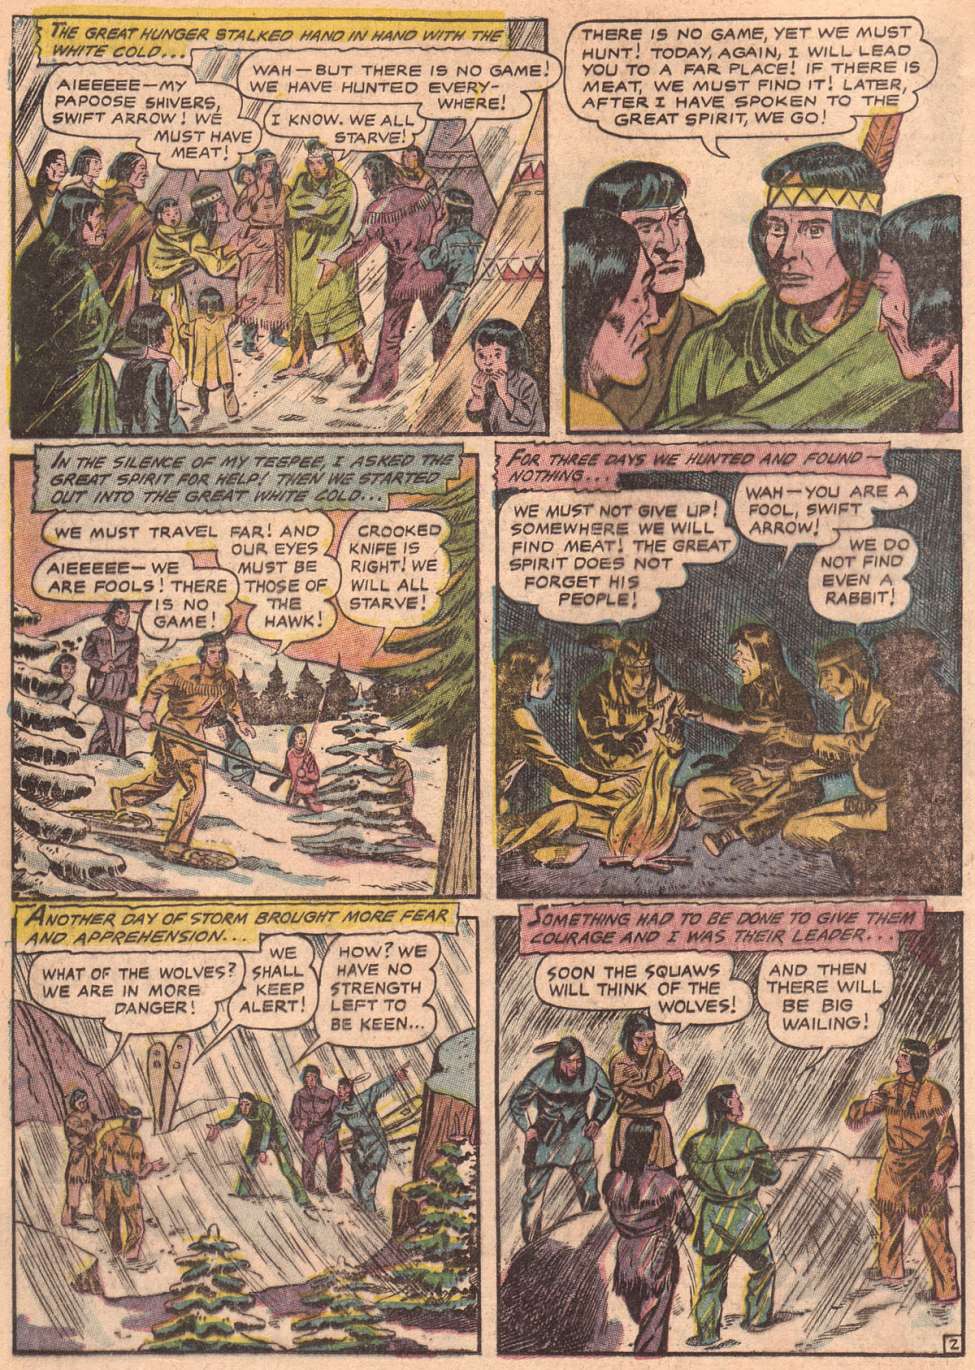 THE GREAT HUNGER STALKED HAND IN HAND WITH THE
WHITE COLD...
AIEEEEE—MY
PAPOOSE SHIVERS,
SWIFT ARROW! WE
MUST HAVE
MEAT!
WAH—BUT THERE IS NO GAME!
WE HAVE HUNTED EVERY-
WHERE!
I KNOW. WE ALL
STARVE!
THERE IS NO GAME, YET WE MUST
HUNT! TODAY, AGAIN, I WILL LEAD
YOU TO A FAR PLACE! IF THERE IS
MEAT, WE MUST FIND IT! LATER,
AFTER I HAVE SPOKEN TO THE
GREAT SPIRIT, WE GO!
IN THE SILENCE OF MY TEEPEE, I ASKED THE
GREAT SPIRIT FOR HELP! THEN WE STARTED
OUT INTO THE GREAT WHITE COLD...
WE MUST TRAVEL FAR! AND
OUR EYES
MUST BE
THOSE OF
THE
HAWK!
AIEEEEE—WE
ARE FOOLS! THERE
IS NO
GAME!
CROOKED
KNIFE IS
RIGHT! WE
WILL ALL
STARVE!
FOR THREE DAYS WE HUNTED AND FOUND—
NOTHING...
WE MUST NOT GIVE UP!
SOMEWHERE WE WILL
FIND MEAT! THE GREAT
SPIRIT DOES NOT
FORGET HIS
PEOPLE!
WAH—YOU ARE A
FOOL, SWIFT
ARROW!
WE DO
NOT FIND
EVEN A
RABBIT!
ANOTHER DAY OF STORM BROUGHT MORE FEAR
AND APPREHENSION...
WHAT OF THE WOLVES?
WE ARE IN MORE
DANGER!
WE
SHALL
KEEP
ALERT!
HOW? WE
HAVE NO
STRENGTH
LEFT TO
BE KEEN...
SOMETHING HAD TO BE DONE TO GIVE THEM
COURAGE AND I WAS THEIR LEADER...
SOON THE SQUAWS
WILL THINK OF THE
WOLVES!
AND THEN
THERE WILL
BE BIG
WAILING!
2